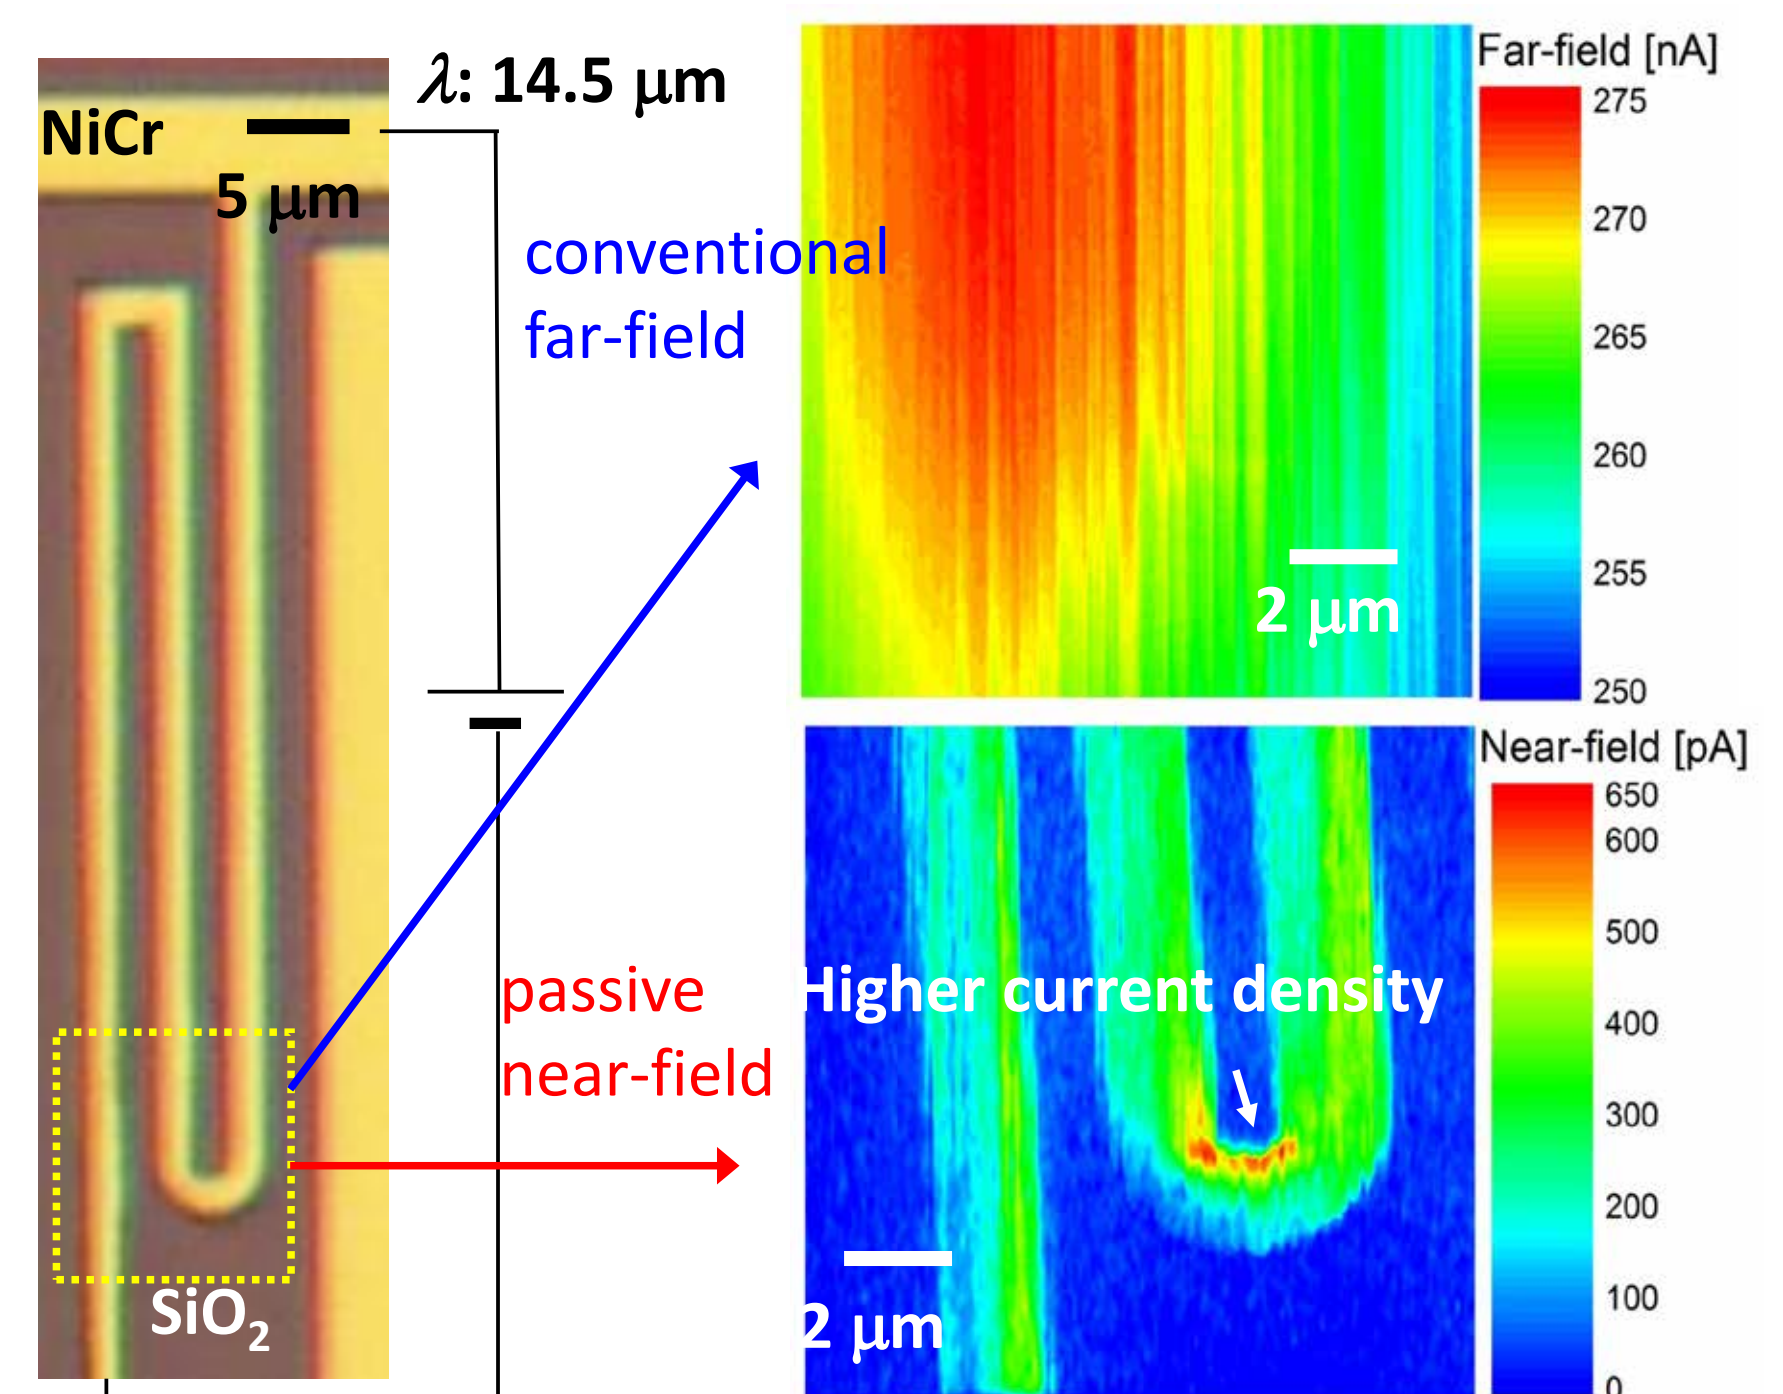 λ: 14.5 μm
NiCr
5 μm
conventional
far-field
passive
near-field
SiO₂
Far-field [nA]
275
270
265
260
255
250
2 μm
Near-field [pA]
650
600
500
400
300
200
100
0
Higher current density
2 μm